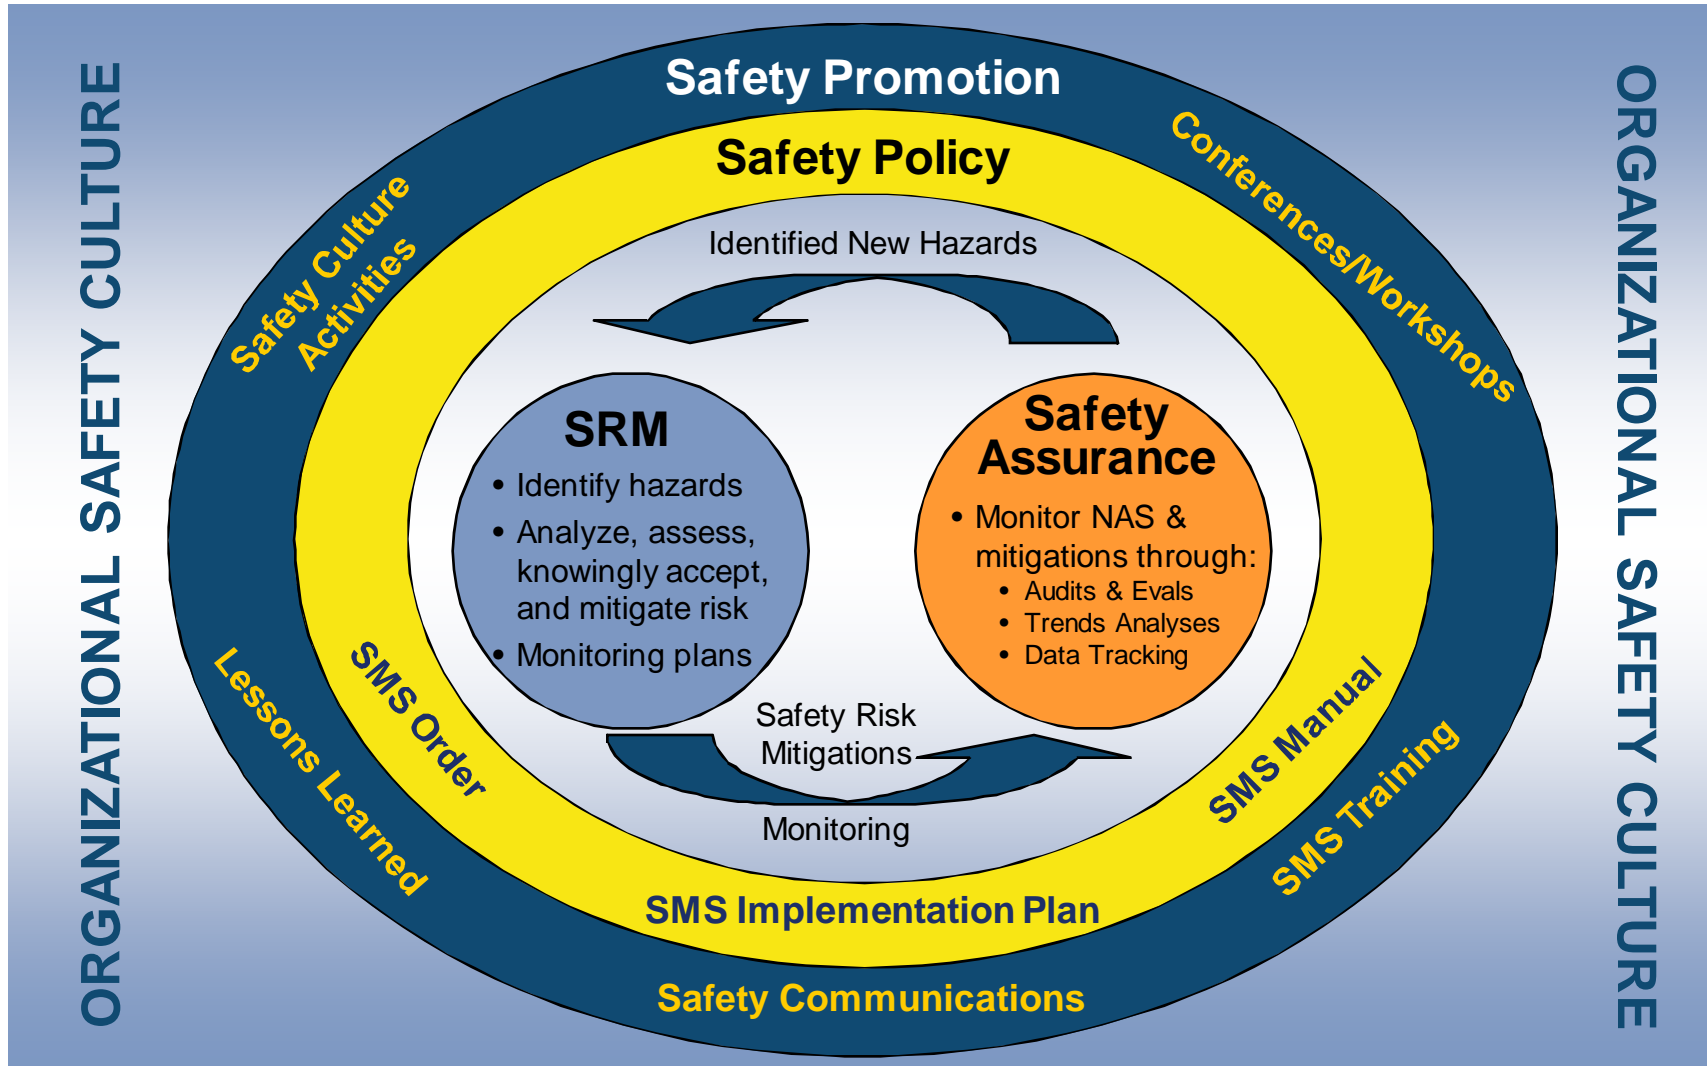 ORGANIZATIONAL SAFETY CULTURE
Safety Promotion
Safety Culture
Activities
Conferences/Workshops
Lessons Learned
SMS Training
Safety Communications
Safety Policy
SMS Order
SMS Manual
SMS Implementation Plan
Identified New Hazards
SRM
• Identify hazards
• Analyze, assess,
knowingly accept,
and mitigate risk
• Monitoring plans
Safety
Assurance
• Monitor NAS &
mitigations through:
• Audits & Evals
• Trends Analyses
• Data Tracking
Safety Risk
Mitigations
Monitoring
ORGANIZATIONAL SAFETY CULTURE